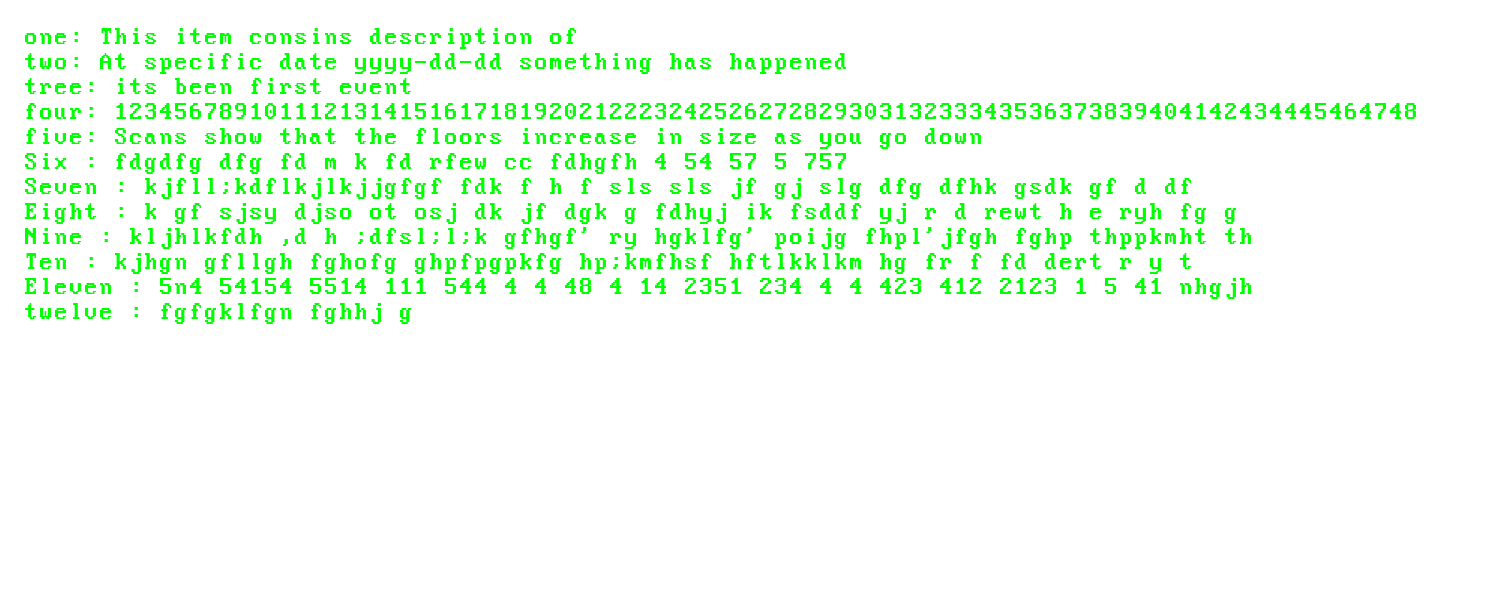 one: This item consins description of
two: At specific date yyyy-dd-dd something has happened
tree: its been first event
four: 123456789101112131415161718192021222324252627282930313233343536373839404142434445464748
five: Scans show that the floors increase in size as you go down
Six : fdgdfg dfg fd m k fd rfew cc fdhgfh 4 54 57 5 757
Seven : kjfll;kdflkjlkjjgfgf fdk f h f sls sls jf gj slg dfg dfhk gsdk gf d df
Eight : k gf sjsy djso ot osj dk jf dgk g fdhyj ik fsddf yj r d rewt h e ryh fg g
Nine : kljhlkfdh ,d h ;dfsl;l;k gfhgf' ry hgklfg' poijg fhpl'jfgh fghp thppkmht th
Ten : kjhgn gfllgh fghofg ghpfpgpkfg hp;kmfhsf hftlkklkm hg fr f fd dert r y t
Eleven : 5n4 54154 5514 111 544 4 4 48 4 14 2351 234 4 4 423 412 2123 1 5 41 nhgjh
twelve : fgfgklfgn fghhj g